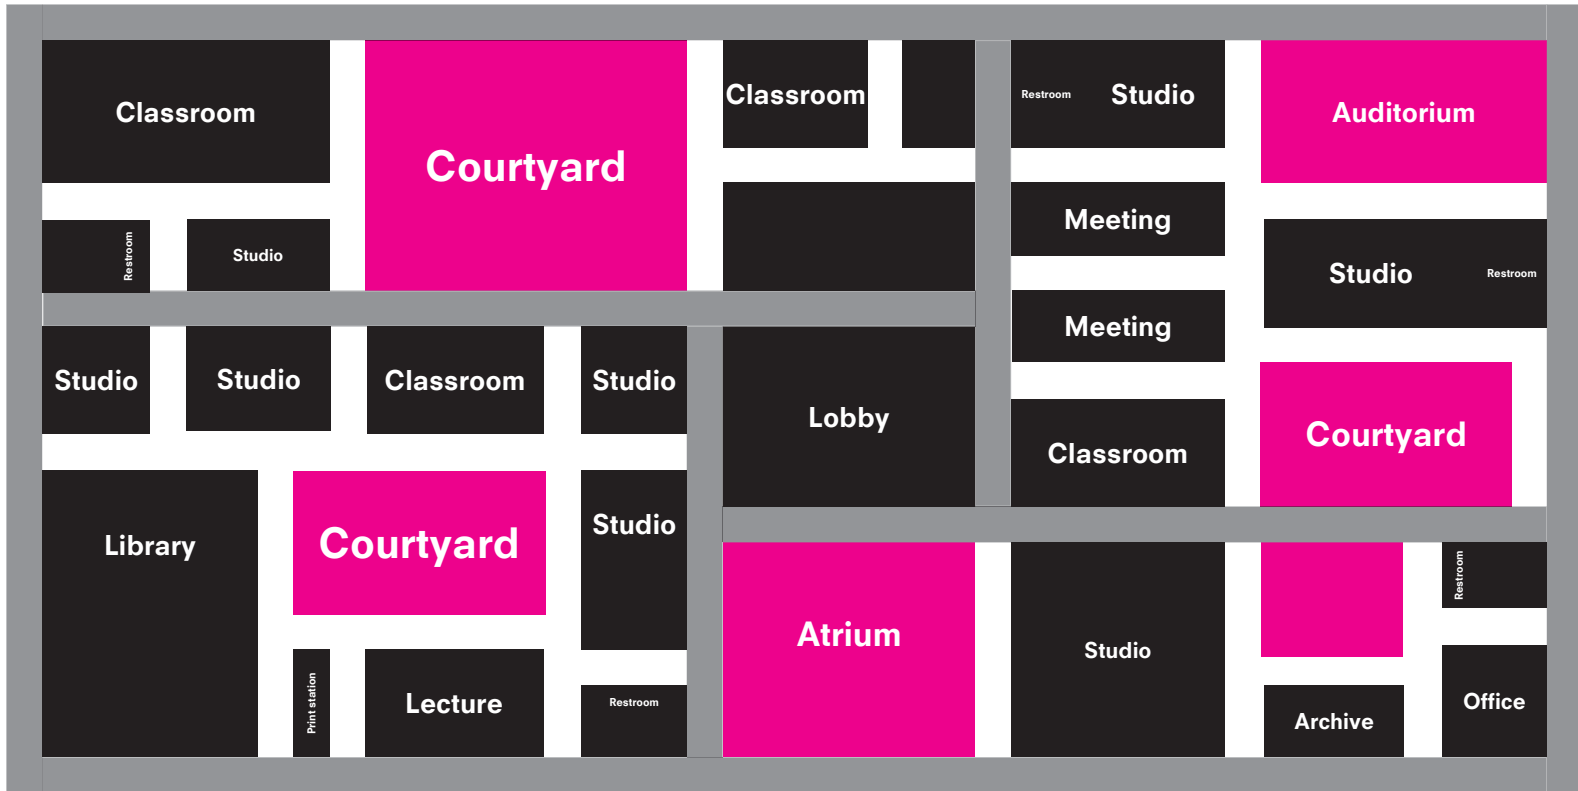 Classroom
Courtyard
Classroom
Restroom
Studio
Auditorium
Restroom
Studio
Meeting
Studio
Restroom
Meeting
Studio
Studio
Classroom
Studio
Lobby
Classroom
Courtyard
Library
Courtyard
Studio
Print station
Lecture
Restroom
Atrium
Studio
Restroom
Archive
Office